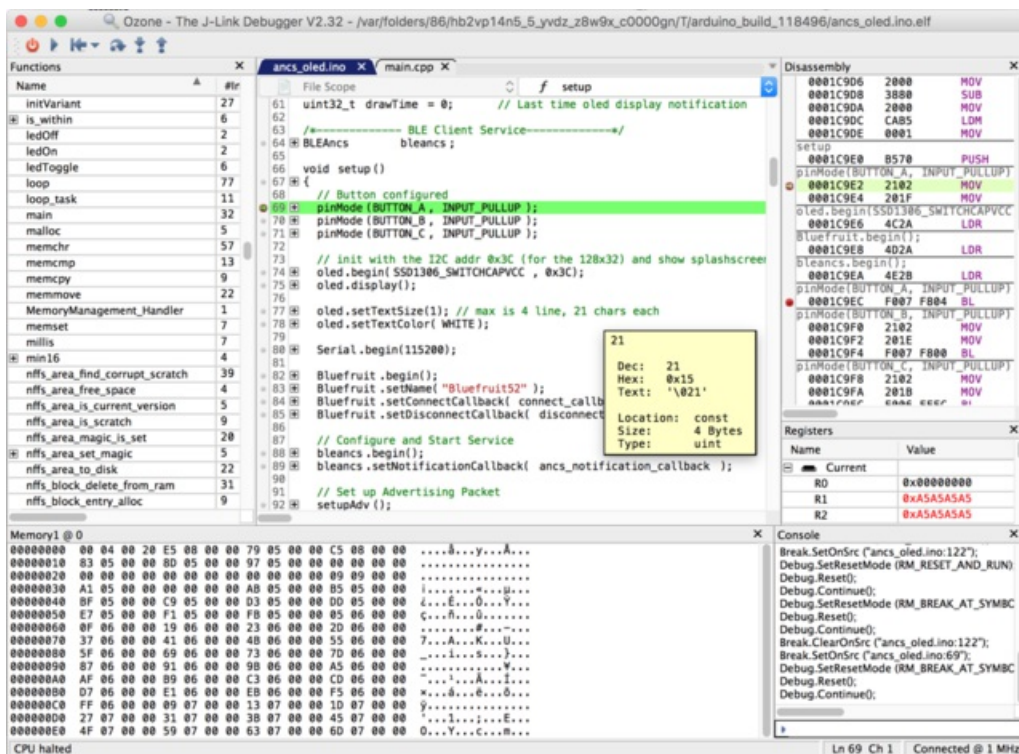 Ozone - The J-Link Debugger V2.32 - /var/folders/86/hb2vp14n5_5_yvdz_z8w9x_c0000gn/T/arduino_build_118496/ancs_oled.ino.elf
Functions
Name #Ir
initVariant 27
is_within 6
ledOff 2
ledOn 2
ledToggle 6
loop 77
loop_task 11
main 32
malloc 5
memchr 57
memcmp 13
memcpy 9
memmove 22
MemoryManagement_Handler 1
memset 7
millis 7
min16 4
nffs_area_find_corrupt_scratch 39
nffs_area_free_space 4
nffs_area_is_current_version 5
nffs_area_is_scratch 9
nffs_area_magic_is_set 20
nffs_area_set_magic 5
nffs_area_to_disk 22
nffs_block_delete_from_ram 31
nffs_block_entry_alloc 9
ancs_oled.ino X main.cpp X
File Scope f setup
61 uint32_t drawTime = 0; // Last time oled display notification
62
63 /*------------- BLE Client Service-------------*/
64 BLEAncs bleancs;
65
66 void setup()
67 {
68 // Button configured
69 pinMode(BUTTON_A, INPUT_PULLUP);
70 pinMode(BUTTON_B, INPUT_PULLUP);
71 pinMode(BUTTON_C, INPUT_PULLUP);
72
73 // init with the I2C addr 0x3C (for the 128x32) and show splashscreen
74 oled.begin(SSD1306_SWITCHCAPVCC, 0x3C);
75 oled.display();
76
77 oled.setTextSize(1); // max is 4 line, 21 chars each
78 oled.setTextColor(WHITE);
79
80 Serial.begin(115200);
81
82 Bluefruit.begin();
83 Bluefruit.setName("Bluefruit52");
84 Bluefruit.setConnectCallback( connect_callb
85 Bluefruit.setDisconnectCallback( disconnect
86
87 // Configure and Start Service
88 bleancs.begin();
89 bleancs.setNotificationCallback( ancs_notification_callback );
90
91 // Set up Advertising Packet
92 setupAdv();
21
Dec: 21
Hex: 0x15
Text: '\021'
Location: const
Size: 4 Bytes
Type: uint
Disassembly
0001C9D6 2000 MOV
0001C9D8 3880 SUB
0001C9DA 2000 MOV
0001C9DC CAB5 LDM
0001C9DE 0001 MOV
setup
0001C9E0 B570 PUSH
pinMode(BUTTON_A, INPUT_PULLUP)
0001C9E2 2102 MOV
0001C9E4 201F MOV
oled.begin(SSD1306_SWITCHCAPVCC
0001C9E6 4C2A LDR
Bluefruit.begin();
0001C9E8 4D2A LDR
bleancs.begin();
0001C9EA 4E2B LDR
pinMode(BUTTON_A, INPUT_PULLUP)
0001C9EC F007 FB04 BL
pinMode(BUTTON_B, INPUT_PULLUP)
0001C9F0 2102 MOV
0001C9F2 201E MOV
0001C9F4 F007 F800 BL
pinMode(BUTTON_C, INPUT_PULLUP)
0001C9F8 2102 MOV
0001C9FA 201B MOV
Registers
Name Value
Current
R0 0x00000000
R1 0xA5A5A5A5
R2 0xA5A5A5A5
Memory1 @ 0
00000000 00 04 00 20 E5 08 00 00 79 05 00 00 C5 08 00 00
00000010 83 05 00 00 8D 05 00 00 97 05 00 00 00 00 00 00
00000020 00 00 00 00 00 00 00 00 00 00 00 00 09 09 00 00
00000030 A1 05 00 00 00 00 00 00 AB 05 00 00 B5 05 00 00
00000040 BF 05 00 00 C9 05 00 00 D3 05 00 00 DD 05 00 00
00000050 E7 05 00 00 F1 05 00 00 FB 05 00 00 05 06 00 00
00000060 0F 06 00 00 19 06 00 00 23 06 00 00 2D 06 00 00
00000070 37 06 00 00 41 06 00 00 4B 06 00 00 55 06 00 00
00000080 5F 06 00 00 69 06 00 00 73 06 00 00 7D 06 00 00
00000090 87 06 00 00 91 06 00 00 9B 06 00 00 A5 06 00 00
000000A0 AF 06 00 00 B9 06 00 00 C3 06 00 00 CD 06 00 00
000000B0 D7 06 00 00 E1 06 00 00 EB 06 00 00 F5 06 00 00
000000C0 FF 06 00 00 09 07 00 00 13 07 00 00 1D 07 00 00
000000D0 27 07 00 00 31 07 00 00 3B 07 00 00 45 07 00 00
000000E0 4F 07 00 00 59 07 00 00 63 07 00 00 6D 07 00 00
Console
Break.SetOnSrc ("ancs_oled.ino:122");
Debug.SetResetMode (RM_RESET_AND_RUN)
Debug.Reset();
Debug.Continue();
Debug.SetResetMode (RM_BREAK_AT_SYMBC
Debug.Reset();
Debug.Continue();
Break.ClearOnSrc ("ancs_oled.ino:122");
Break.SetOnSrc ("ancs_oled.ino:69");
Debug.SetResetMode (RM_BREAK_AT_SYMBC
Debug.Reset();
Debug.Continue();
CPU halted
Ln 69 Ch 1 Connected @ 1 MHz